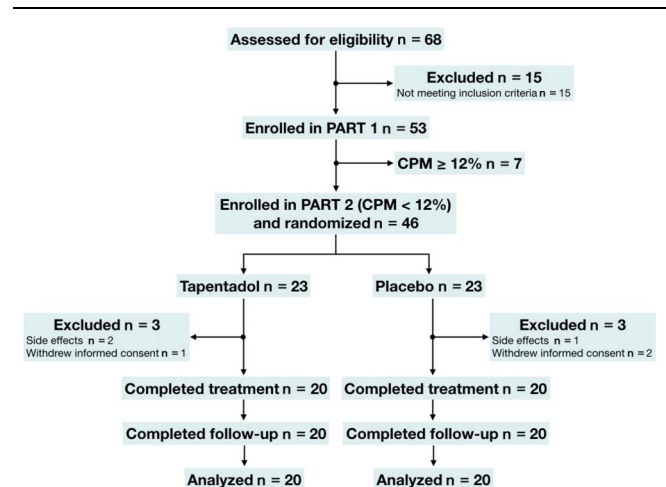 Assessed for eligibility n = 68
Excluded n = 15
Not meeting inclusion criteria n = 15
Enrolled in PART 1 n = 53
CPM ≥ 12% n = 7
Enrolled in PART 2 (CPM < 12%)
and randomized n = 46
Tapentadol n = 23
Placebo n = 23
Excluded n = 3
Side effects n = 2
Withdrew informed consent n = 1
Excluded n = 3
Side effects n = 1
Withdrew informed consent n = 2
Completed treatment n = 20
Completed treatment n = 20
Completed follow-up n = 20
Completed follow-up n = 20
Analyzed n = 20
Analyzed n = 20